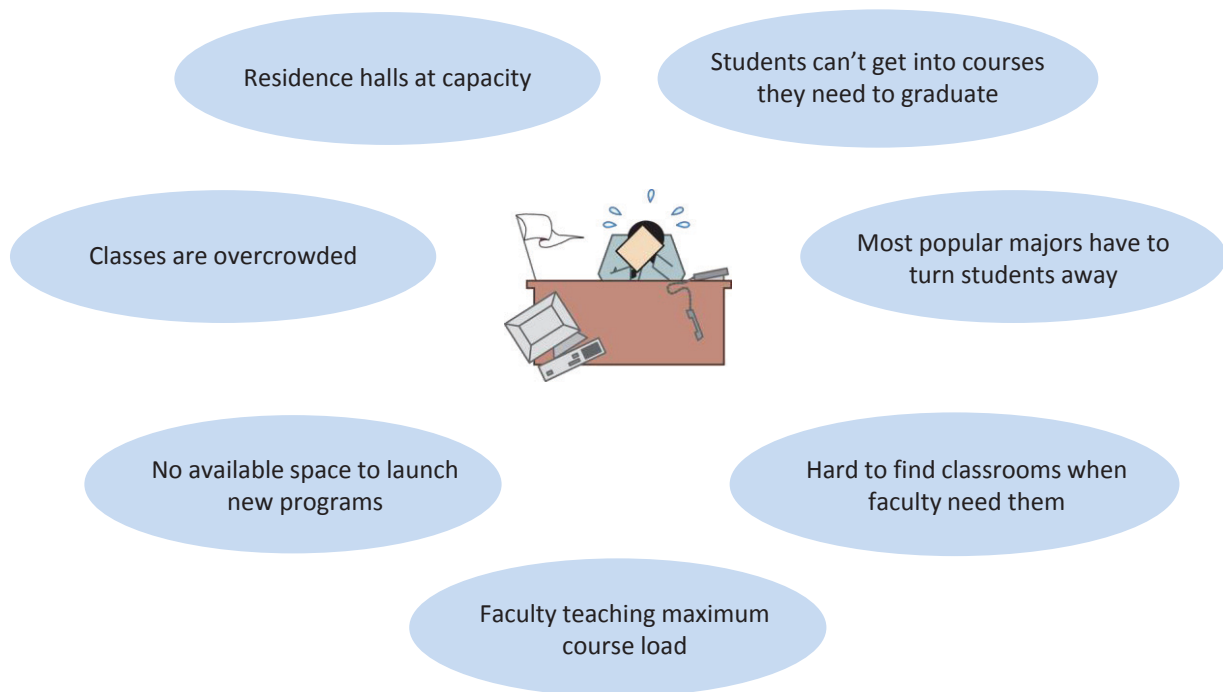 Residence halls at capacity
Students can’t get into courses
they need to graduate
Classes are overcrowded
Most popular majors have to
turn students away
No available space to launch
new programs
Hard to find classrooms when
faculty need them
Faculty teaching maximum
course load